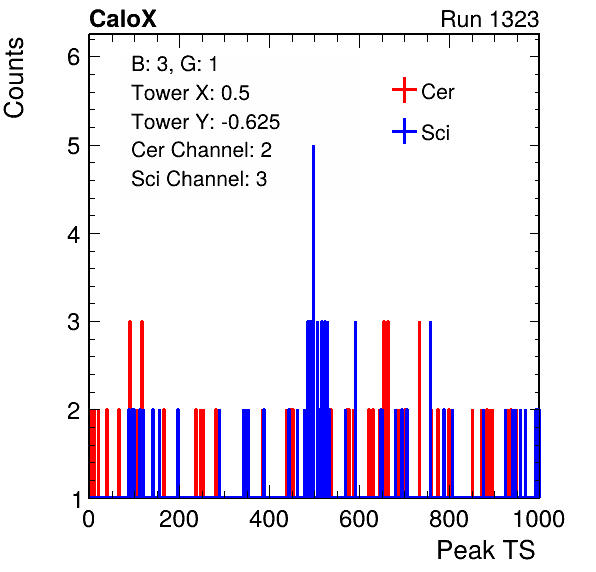 CaloX Run 1323
Counts
B: 3, G: 1
Tower X: 0.5
Tower Y: -0.625
Cer Channel: 2
Sci Channel: 3
Cer
Sci
6
5
4
3
2
1
0 200 400 600 800 1000
Peak TS